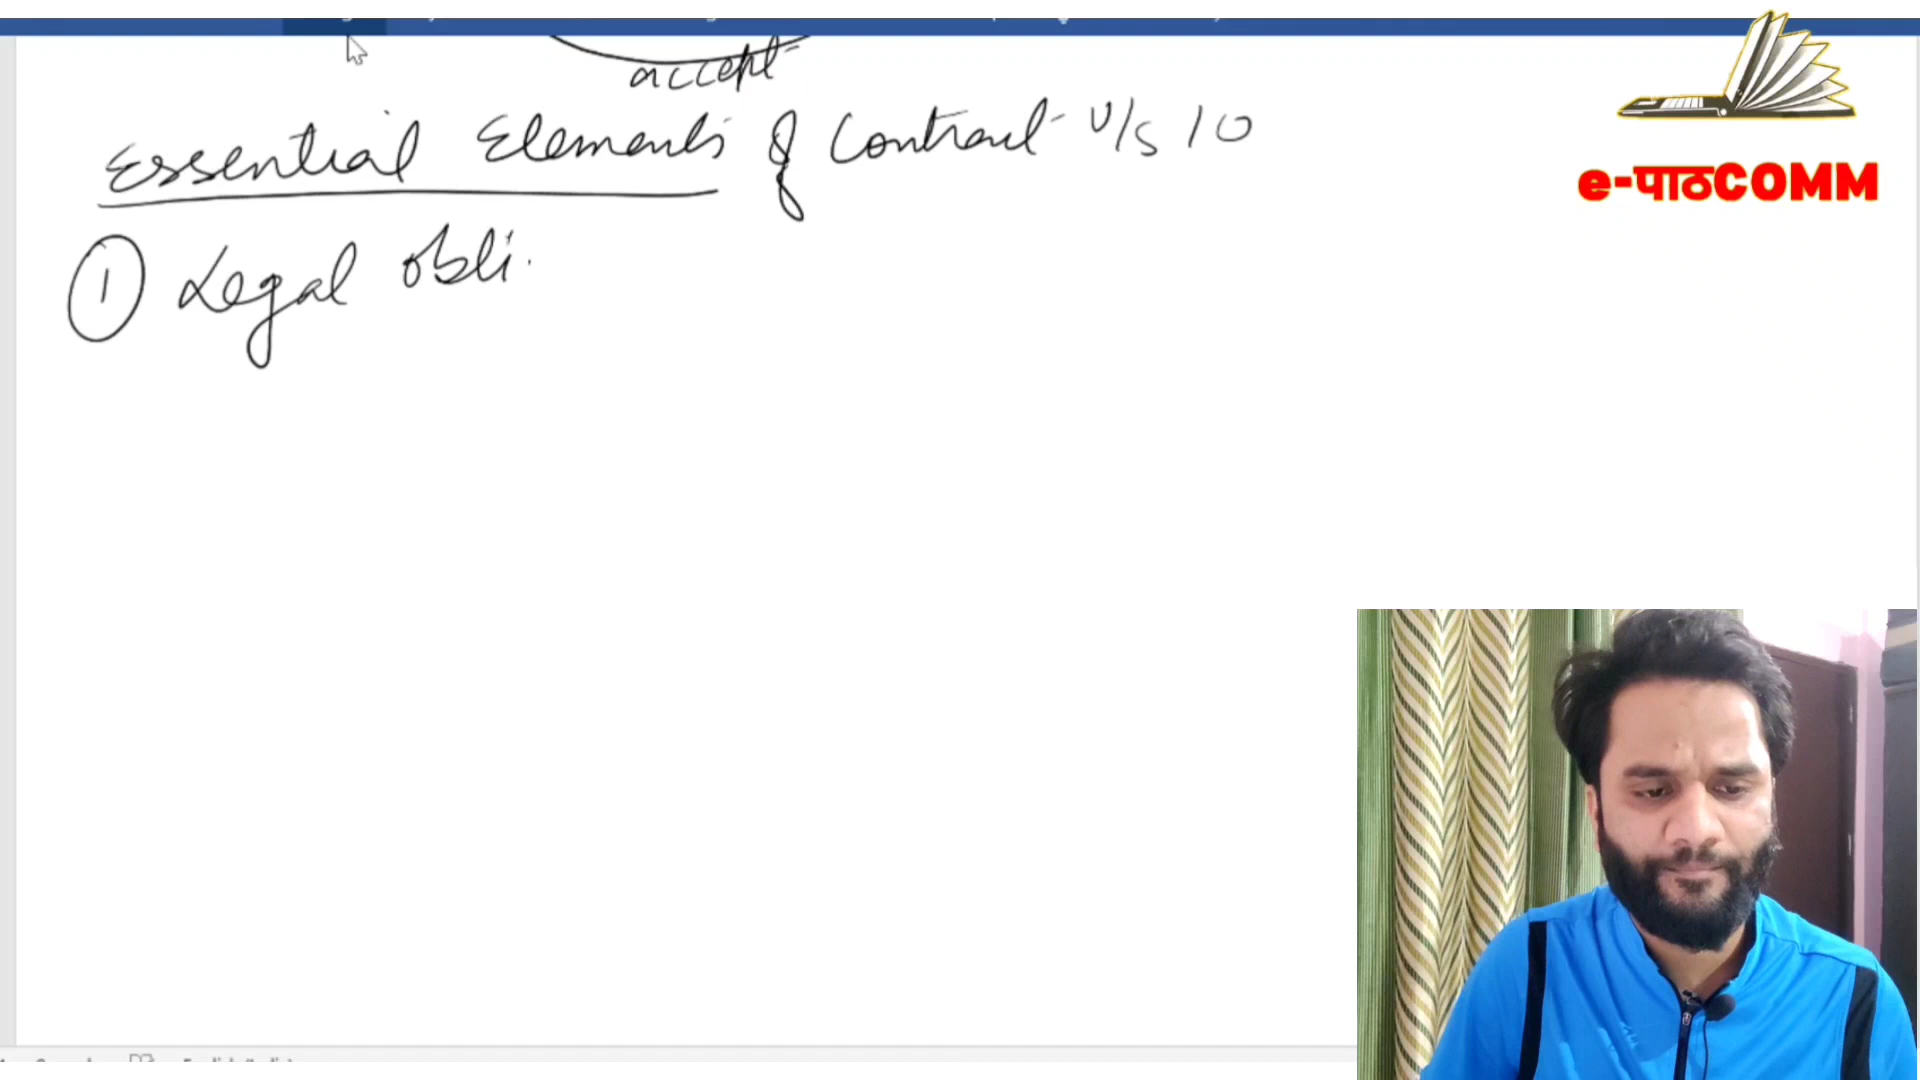 accept
Essential Elements of Contract u/s 10
① Legal obli.
e-पाठCOMM